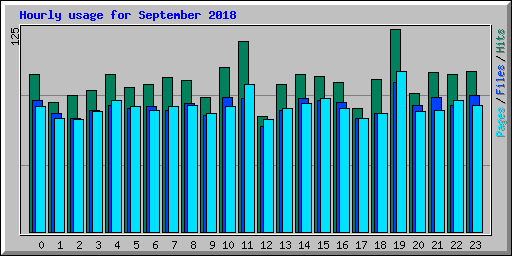 Hourly usage for September 2018
125
Pages / Files / Hits
0 1 2 3 4 5 6 7 8 9 10 11 12 13 14 15 16 17 18 19 20 21 22 23